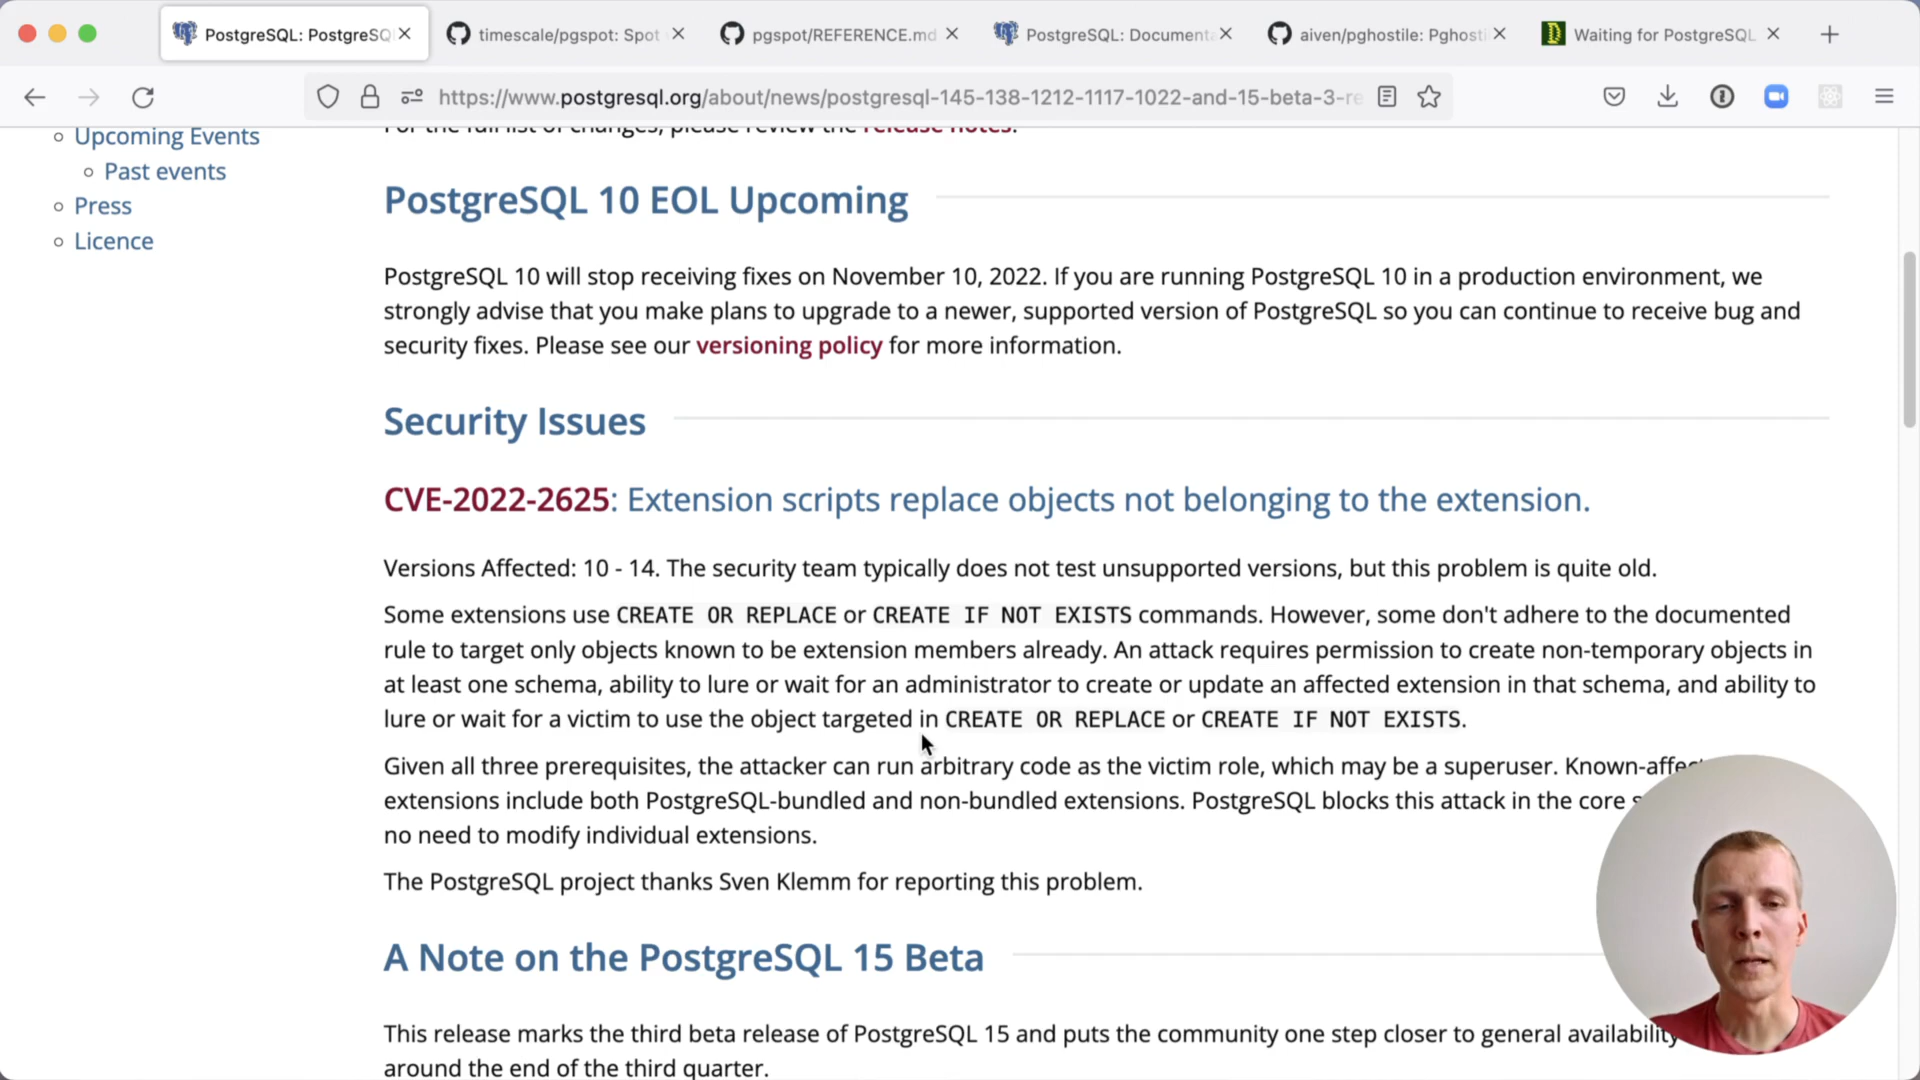 PostgreSQL: PostgreSQ
timescale/pgspot: Spot
pgspot/REFERENCE.md
PostgreSQL: Documenta
aiven/pghostile: Pghosti
Waiting for PostgreSQL
https://www.postgresql.org/about/news/postgresql-145-138-1212-1117-1022-and-15-beta-3-re
Upcoming Events
Past events
Press
Licence
For the full list of changes, please review the release notes.
PostgreSQL 10 EOL Upcoming
PostgreSQL 10 will stop receiving fixes on November 10, 2022. If you are running PostgreSQL 10 in a production environment, we
strongly advise that you make plans to upgrade to a newer, supported version of PostgreSQL so you can continue to receive bug and
security fixes. Please see our versioning policy for more information.
Security Issues
CVE-2022-2625: Extension scripts replace objects not belonging to the extension.
Versions Affected: 10 - 14. The security team typically does not test unsupported versions, but this problem is quite old.
Some extensions use CREATE OR REPLACE or CREATE IF NOT EXISTS commands. However, some don't adhere to the documented
rule to target only objects known to be extension members already. An attack requires permission to create non-temporary objects in
at least one schema, ability to lure or wait for an administrator to create or update an affected extension in that schema, and ability to
lure or wait for a victim to use the object targeted in CREATE OR REPLACE or CREATE IF NOT EXISTS.
Given all three prerequisites, the attacker can run arbitrary code as the victim role, which may be a superuser. Known-affec
extensions include both PostgreSQL-bundled and non-bundled extensions. PostgreSQL blocks this attack in the core s
no need to modify individual extensions.
The PostgreSQL project thanks Sven Klemm for reporting this problem.
A Note on the PostgreSQL 15 Beta
This release marks the third beta release of PostgreSQL 15 and puts the community one step closer to general availability
around the end of the third quarter.